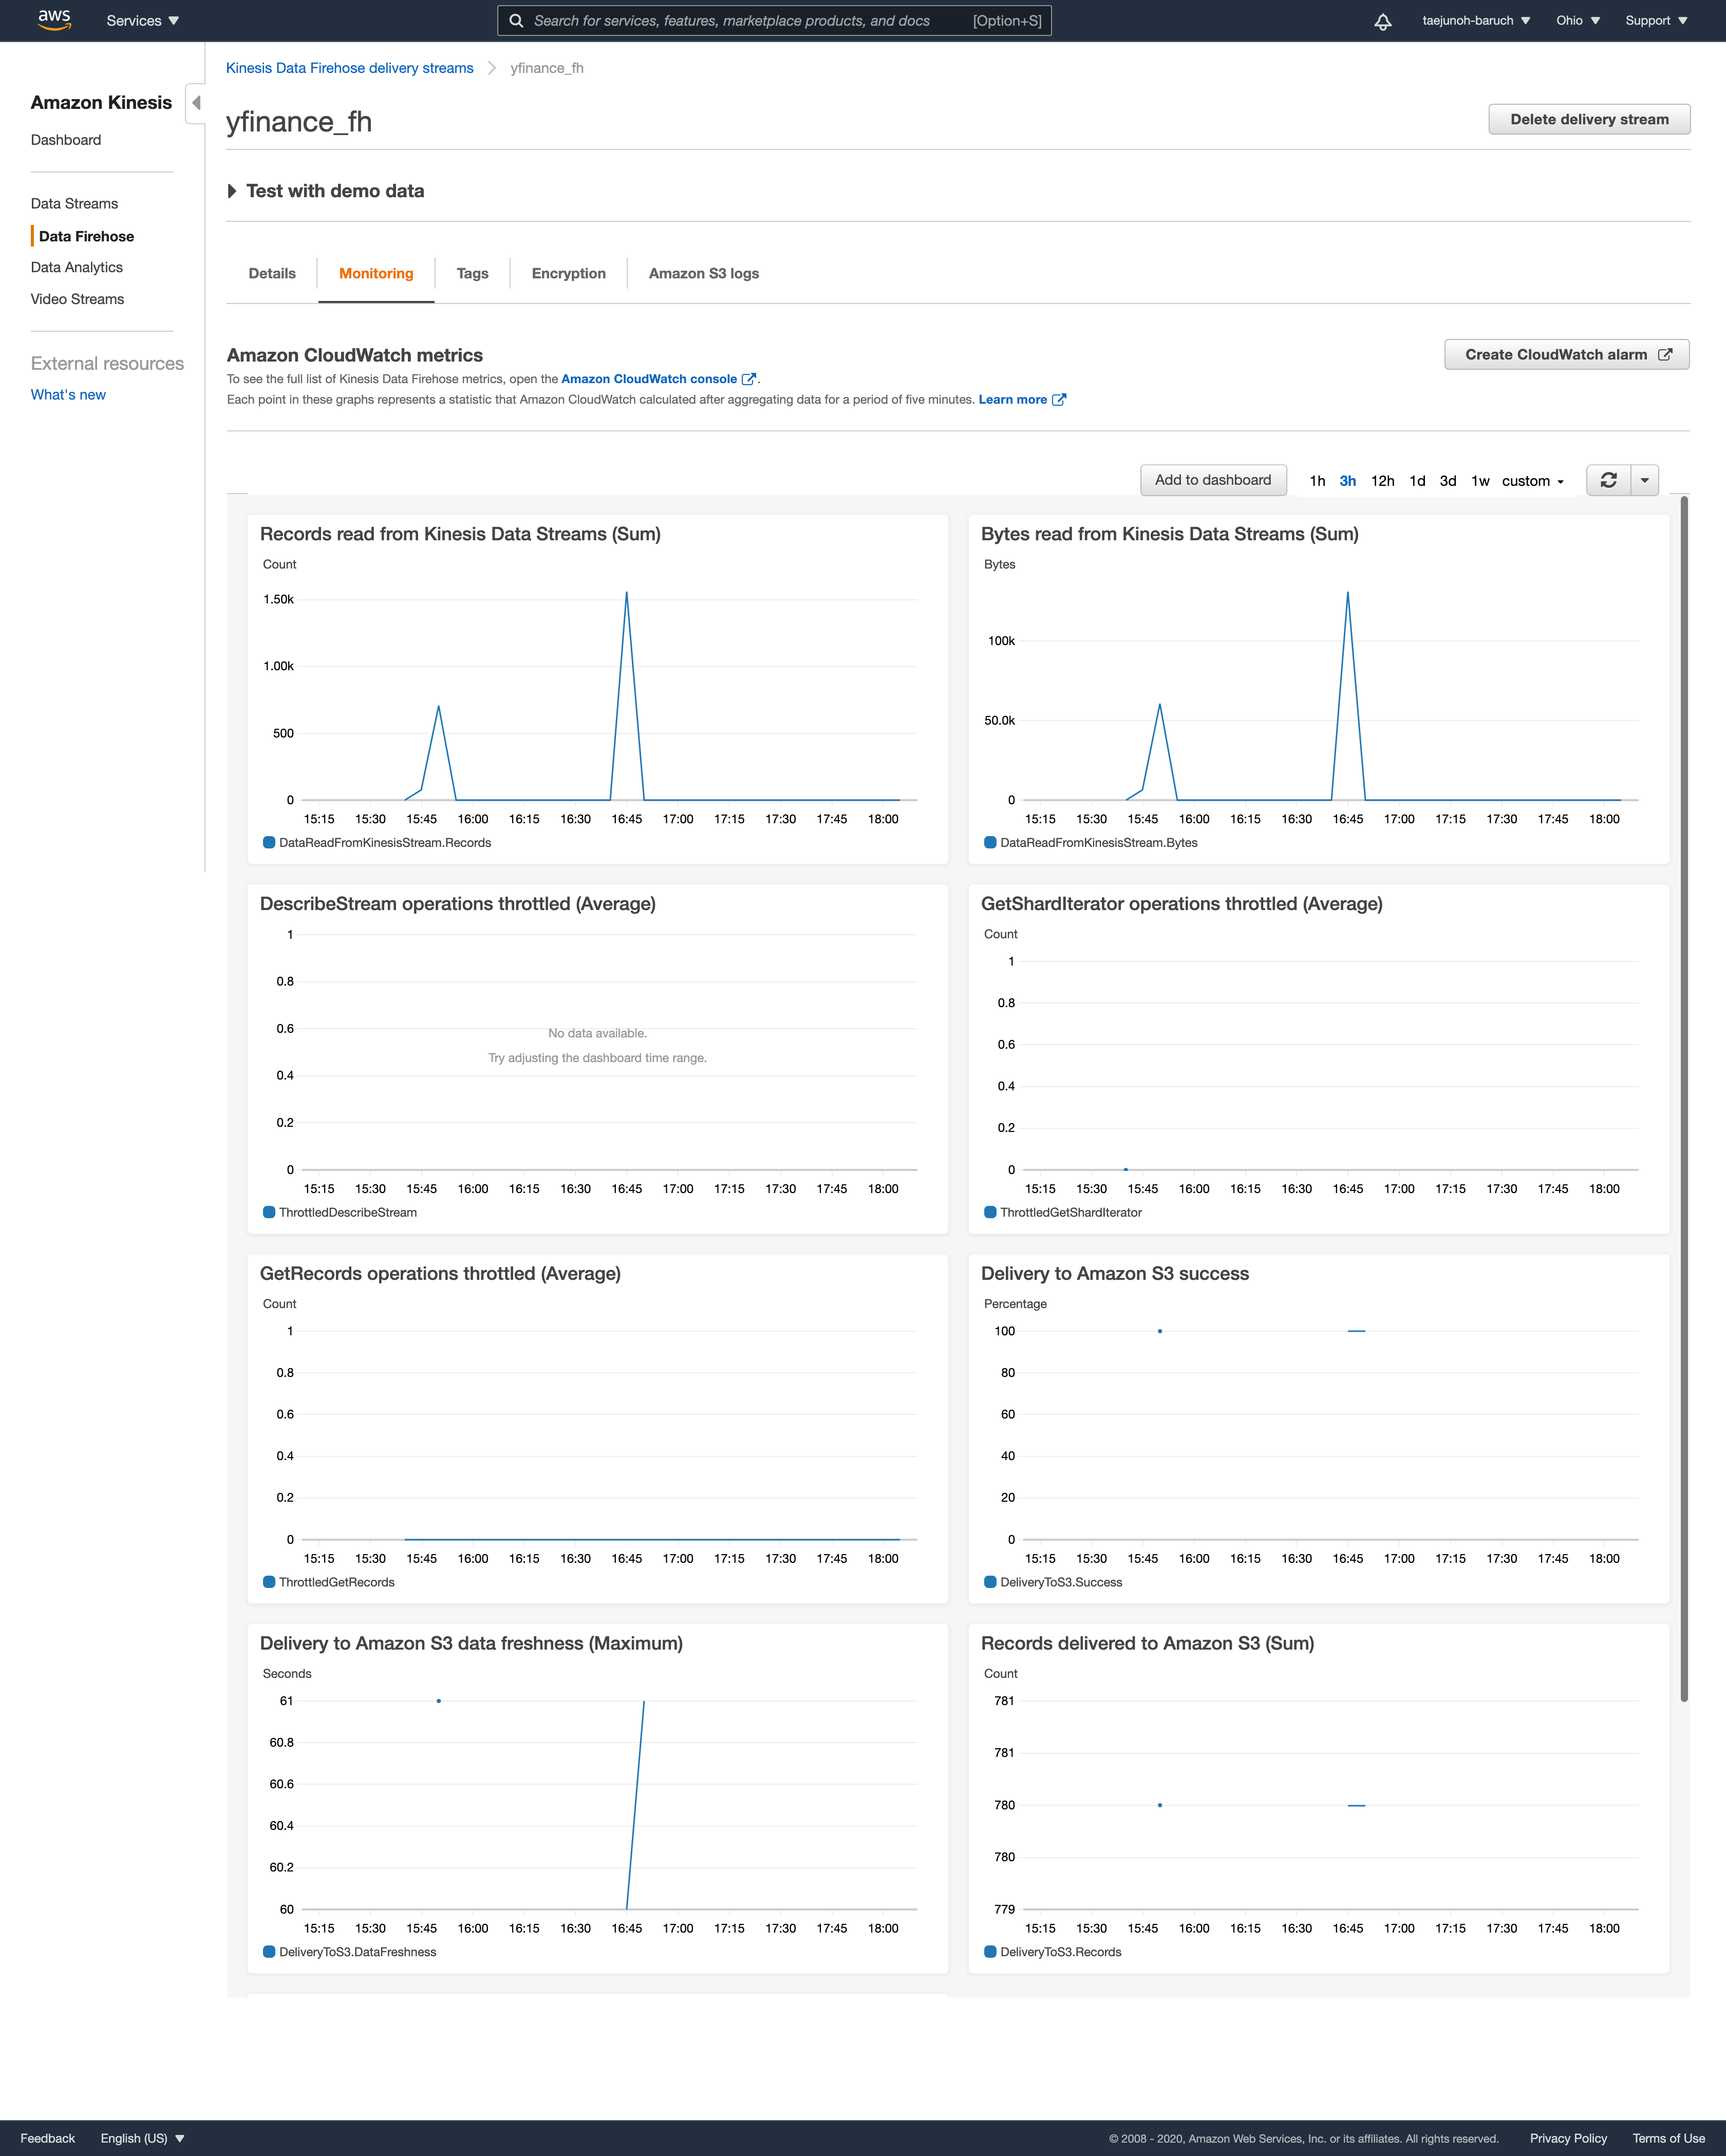 aws
Services
Search for services, features, marketplace products, and docs [Option+S]
taejunoh-baruch
Ohio
Support
Amazon Kinesis
Dashboard
Data Streams
Data Firehose
Data Analytics
Video Streams
External resources
What's new
Kinesis Data Firehose delivery streams
yfinance_fh
yfinance_fh
Delete delivery stream
Test with demo data
Details
Monitoring
Tags
Encryption
Amazon S3 logs
Amazon CloudWatch metrics
Create CloudWatch alarm
To see the full list of Kinesis Data Firehose metrics, open the Amazon CloudWatch console.
Each point in these graphs represents a statistic that Amazon CloudWatch calculated after aggregating data for a period of five minutes. Learn more
Add to dashboard
1h 3h 12h 1d 3d 1w custom
Records read from Kinesis Data Streams (Sum)
Count
1.50k
1.00k
500
0
15:15 15:30 15:45 16:00 16:15 16:30 16:45 17:00 17:15 17:30 17:45 18:00
DataReadFromKinesisStream.Records
Bytes read from Kinesis Data Streams (Sum)
Bytes
100k
50.0k
0
15:15 15:30 15:45 16:00 16:15 16:30 16:45 17:00 17:15 17:30 17:45 18:00
DataReadFromKinesisStream.Bytes
DescribeStream operations throttled (Average)
1
0.8
0.6
0.4
0.2
0
No data available.
Try adjusting the dashboard time range.
15:15 15:30 15:45 16:00 16:15 16:30 16:45 17:00 17:15 17:30 17:45 18:00
ThrottledDescribeStream
GetShardIterator operations throttled (Average)
Count
1
0.8
0.6
0.4
0.2
0
15:15 15:30 15:45 16:00 16:15 16:30 16:45 17:00 17:15 17:30 17:45 18:00
ThrottledGetShardIterator
GetRecords operations throttled (Average)
Count
1
0.8
0.6
0.4
0.2
0
15:15 15:30 15:45 16:00 16:15 16:30 16:45 17:00 17:15 17:30 17:45 18:00
ThrottledGetRecords
Delivery to Amazon S3 success
Percentage
100
80
60
40
20
0
15:15 15:30 15:45 16:00 16:15 16:30 16:45 17:00 17:15 17:30 17:45 18:00
DeliveryToS3.Success
Delivery to Amazon S3 data freshness (Maximum)
Seconds
61
60.8
60.6
60.4
60.2
60
15:15 15:30 15:45 16:00 16:15 16:30 16:45 17:00 17:15 17:30 17:45 18:00
DeliveryToS3.DataFreshness
Records delivered to Amazon S3 (Sum)
Count
781
781
780
780
779
15:15 15:30 15:45 16:00 16:15 16:30 16:45 17:00 17:15 17:30 17:45 18:00
DeliveryToS3.Records
Feedback
English (US)
© 2008 - 2020, Amazon Web Services, Inc. or its affiliates. All rights reserved.
Privacy Policy
Terms of Use